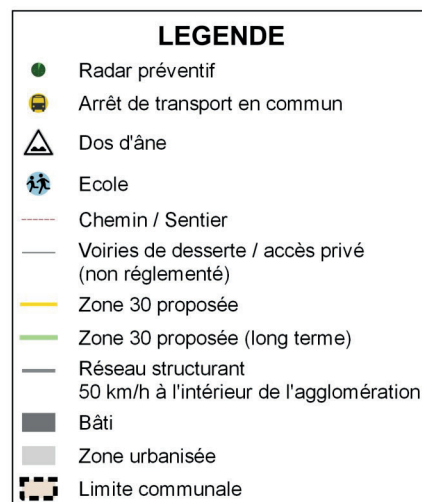 LEGENDE
Radar préventif
Arrêt de transport en commun
Dos d'âne
Ecole
Chemin / Sentier
Voiries de desserte / accès privé
(non réglementé)
Zone 30 proposée
Zone 30 proposée (long terme)
Réseau structurant
50 km/h à l'intérieur de l'agglomération
Bâti
Zone urbanisée
Limite communale